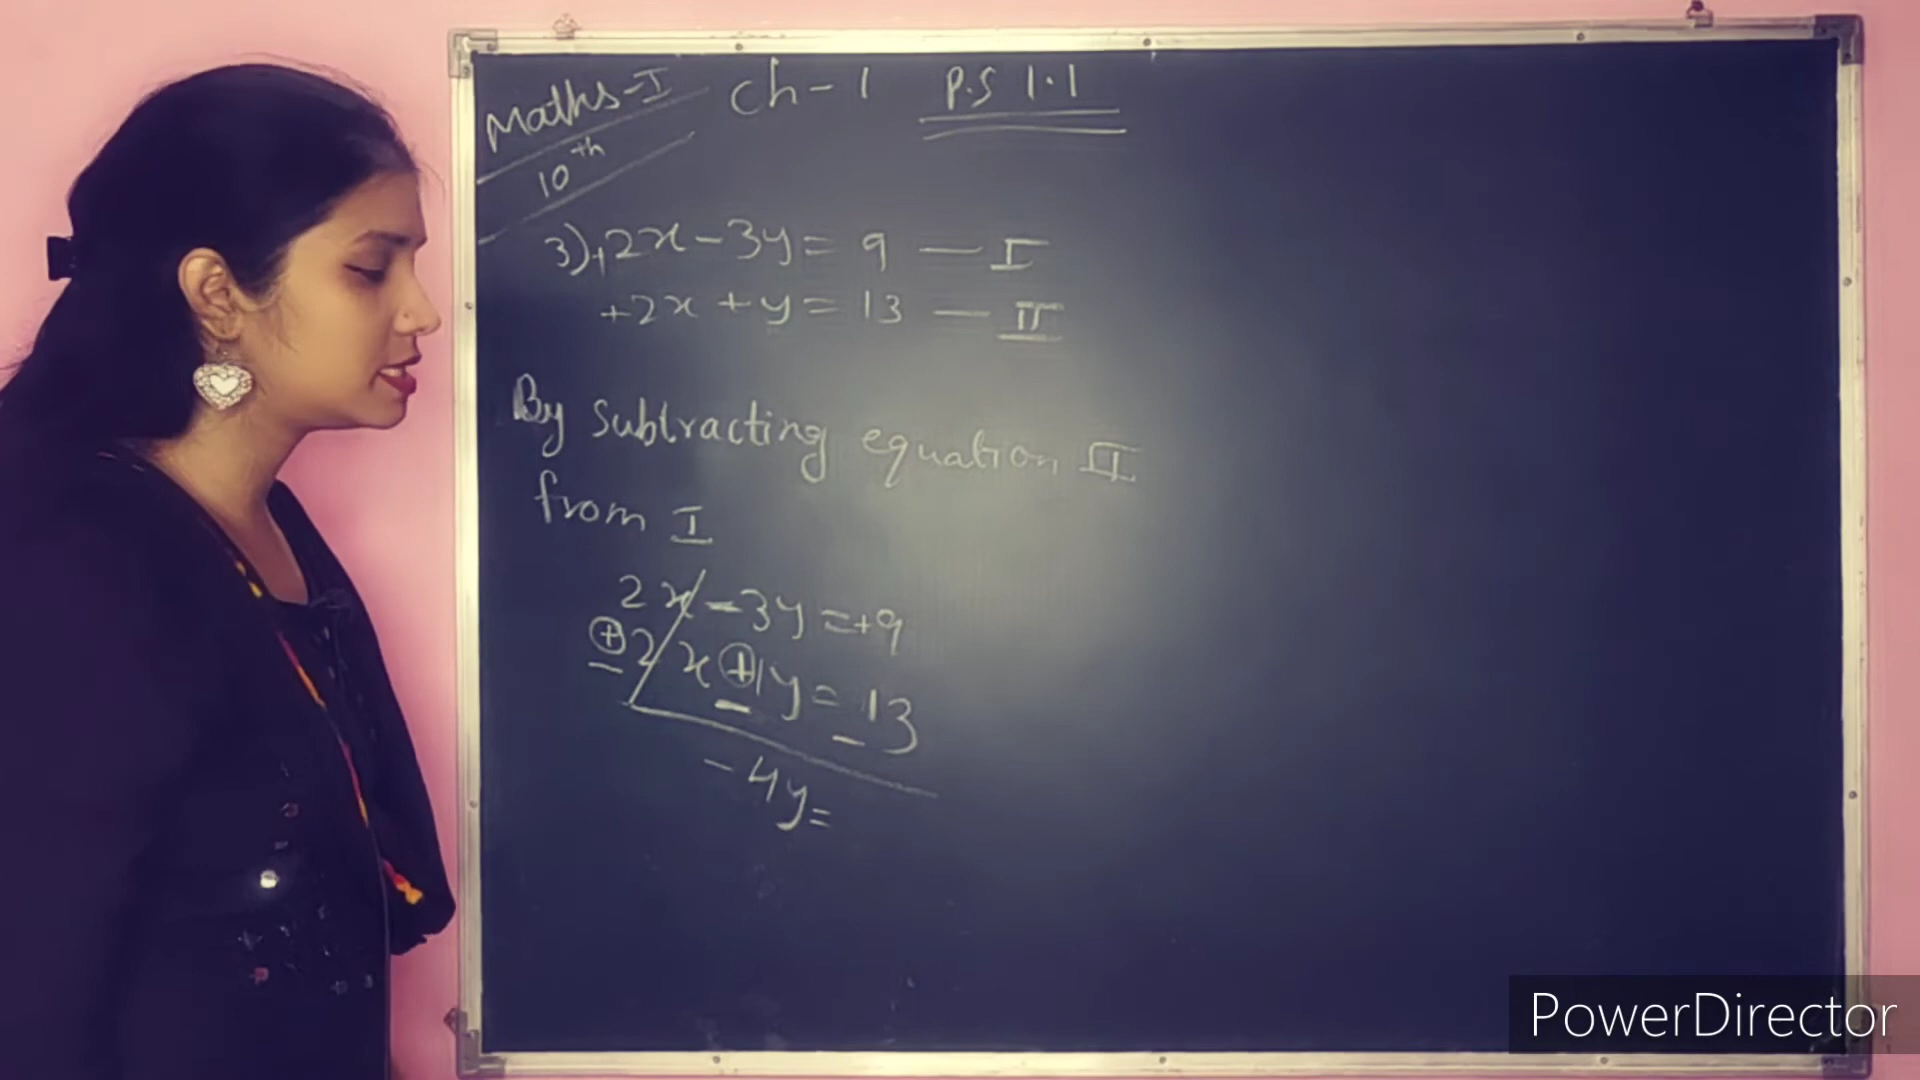 Maths-I Ch-1 P.S 1.1
10th
3) +2x - 3y = 9 — I
+2x + y = 13 — II
By subtracting equation II
from I
2x - 3y = +9
+2x + 1y = 13
- - -
-4y =
PowerDirector